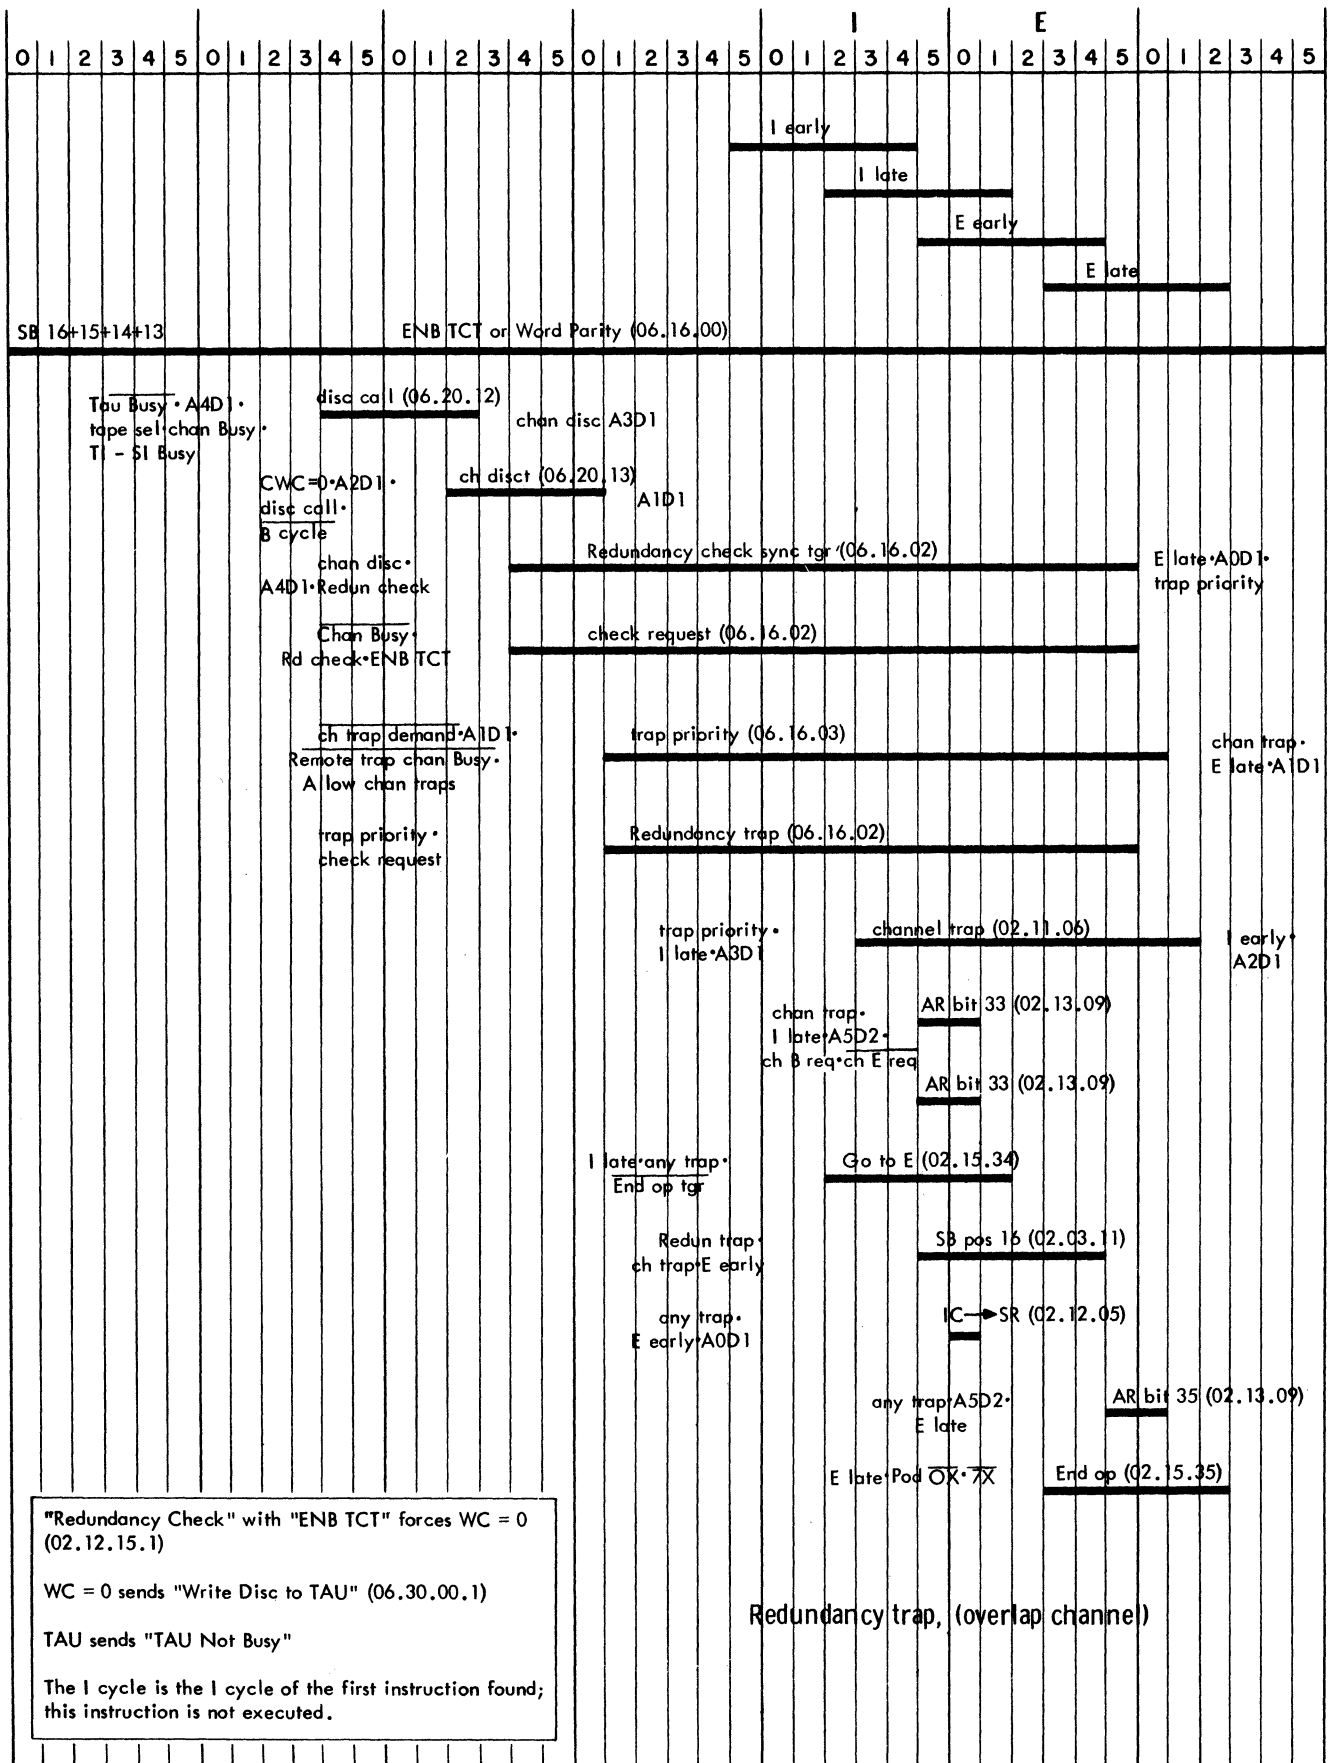 I E
0 1 2 3 4 5 0 1 2 3 4 5 0 1 2 3 4 5 0 1 2 3 4 5 0 1 2 3 4 5 0 1 2 3 4 5 0 1 2 3 4 5
I early
I late
E early
E late
SB 16+15+14+13
ENB TCT or Word Parity (06.16.00)
Tau Busy · A4D1 ·
tape sel·chan Busy ·
TI - SI Busy
disc call (06.20.12)
chan disc A3D1
CWC=0·A2D1 ·
disc call·
B cycle
ch disct (06.20.13)
A1D1
chan disc·
A4D1·Redun check
Redundancy check sync tgr (06.16.02)
E late·A0D1·
trap priority
Chan Busy·
Rd check·ENB TCT
check request (06.16.02)
ch trap demand·A1D1·
Remote trap chan Busy·
Allow chan traps
trap priority (06.16.03)
chan trap·
E late·A1D1
trap priority ·
check request
Redundancy trap (06.16.02)
trap priority ·
I late·A3D1
channel trap (02.11.06)
I early·
A2D1
chan trap·
I late·A5D2·
ch B req·ch E req
AR bit 33 (02.13.09)
AR bit 33 (02.13.09)
I late·any trap·
End op tgr
Go to E (02.15.34)
Redun trap·
ch trap·E early
SB pos 16 (02.03.11)
any trap·
E early·A0D1
IC→SR (02.12.05)
any trap·A5D2·
E late
AR bit 35 (02.13.09)
E late·Pod OX·7X
End op (02.15.35)
"Redundancy Check" with "ENB TCT" forces WC = 0
(02.12.15.1)
WC = 0 sends "Write Disc to TAU" (06.30.00.1)
TAU sends "TAU Not Busy"
The I cycle is the I cycle of the first instruction found;
this instruction is not executed.
Redundancy trap, (overlap channel)